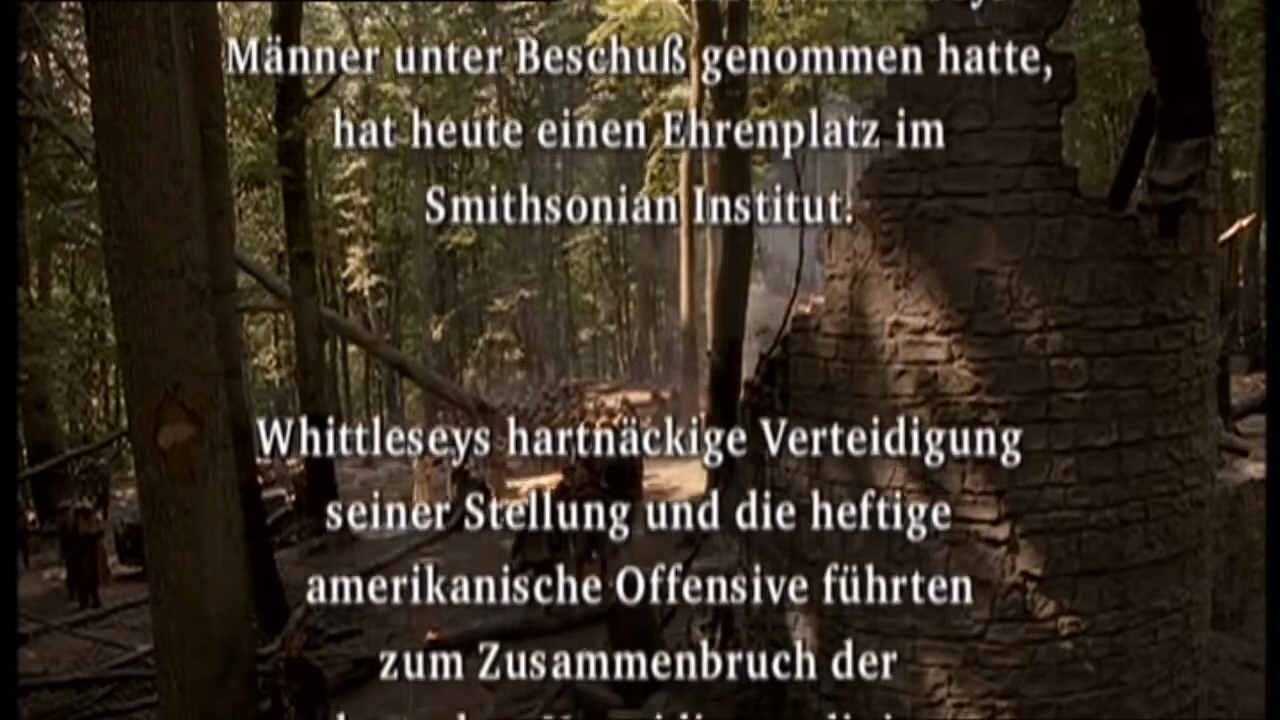 Männer unter Beschuß genommen hatte,
hat heute einen Ehrenplatz im
Smithsonian Institut.
Whittleseys hartnäckige Verteidigung
seiner Stellung und die heftige
amerikanische Offensive führten
zum Zusammenbruch der